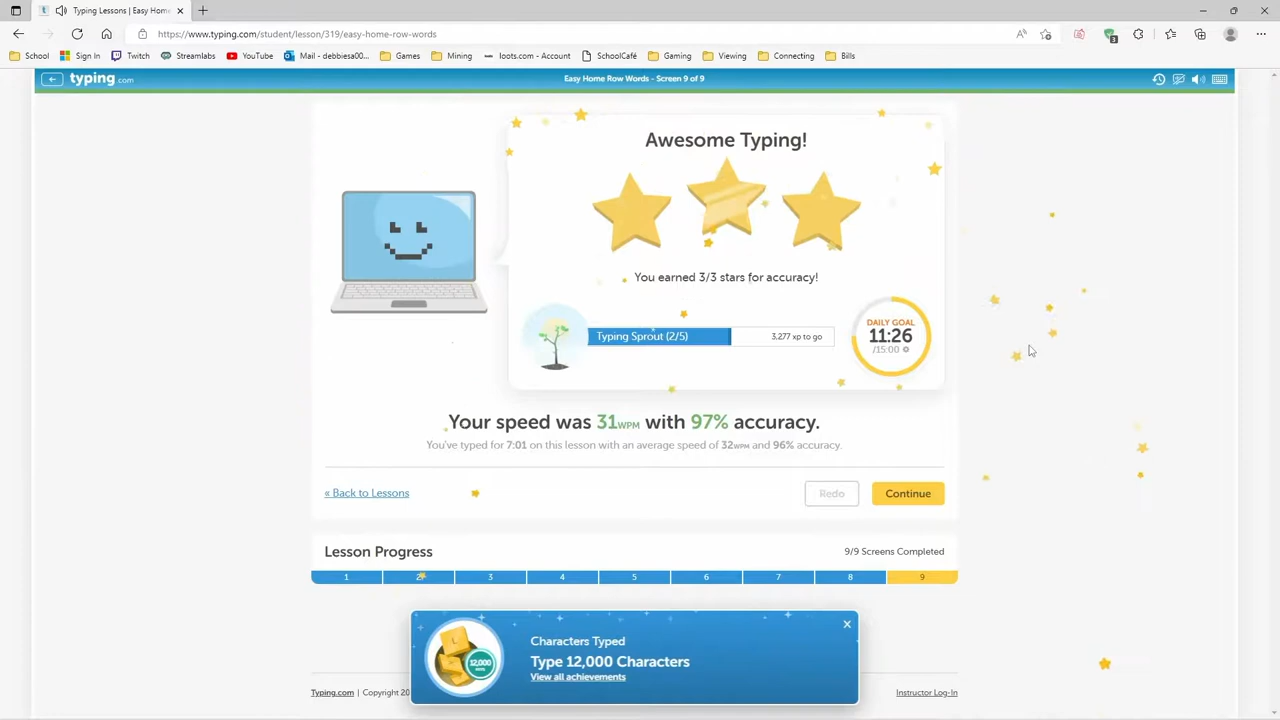 Typing Lessons | Easy Home
https://www.typing.com/student/lesson/319/easy-home-row-words
School Sign In Twitch Streamlabs YouTube Mail - debbiesa00... Games Mining loots.com - Account SchoolCafé Gaming Viewing Connecting Bills
typing.com
Easy Home Row Words - Screen 9 of 9
Awesome Typing!
You earned 3/3 stars for accuracy!
Typing Sprout (2/5)
3,277 xp to go
DAILY GOAL
11:26
/15:00
Your speed was 31WPM with 97% accuracy.
You've typed for 7:01 on this lesson with an average speed of 32WPM and 96% accuracy.
« Back to Lessons
Redo
Continue
Lesson Progress
9/9 Screens Completed
1 2 3 4 5 6 7 8 9
Characters Typed
Type 12,000 Characters
View all achievements
12,000
Typing.com | Copyright 20
Instructor Log-In